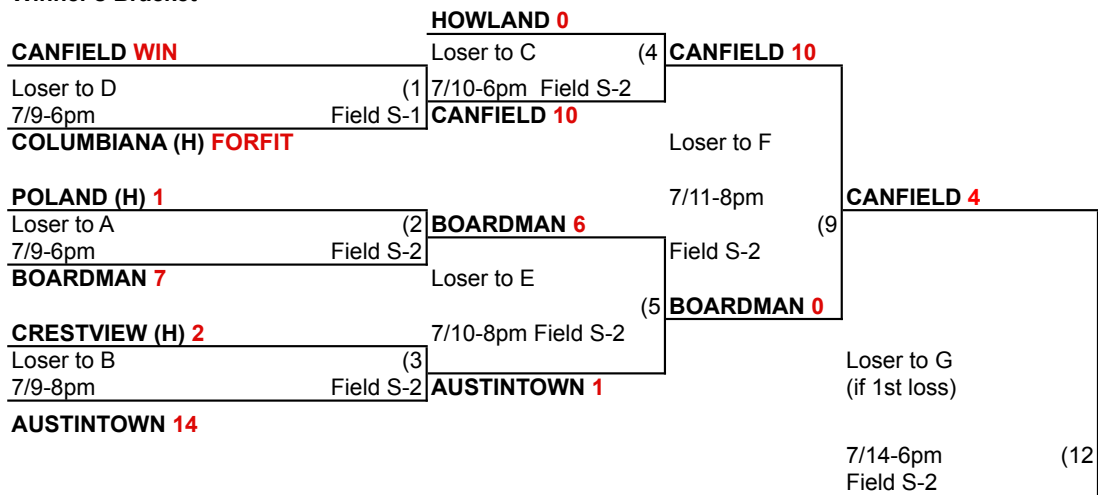 HOWLAND 0
CANFIELD WIN
Loser to C (4 CANFIELD 10
Loser to D (1 7/10-6pm Field S-2
7/9-6pm Field S-1 CANFIELD 10
COLUMBIANA (H) FORFIT
Loser to F
POLAND (H) 1
7/11-8pm
CANFIELD 4
Loser to A (2 BOARDMAN 6
(9
7/9-6pm Field S-2
Field S-2
BOARDMAN 7
Loser to E
(5 BOARDMAN 0
CRESTVIEW (H) 2
7/10-8pm Field S-2
Loser to B (3
Loser to G
7/9-8pm Field S-2 AUSTINTOWN 1
(if 1st loss)
AUSTINTOWN 14
7/14-6pm (12
Field S-2